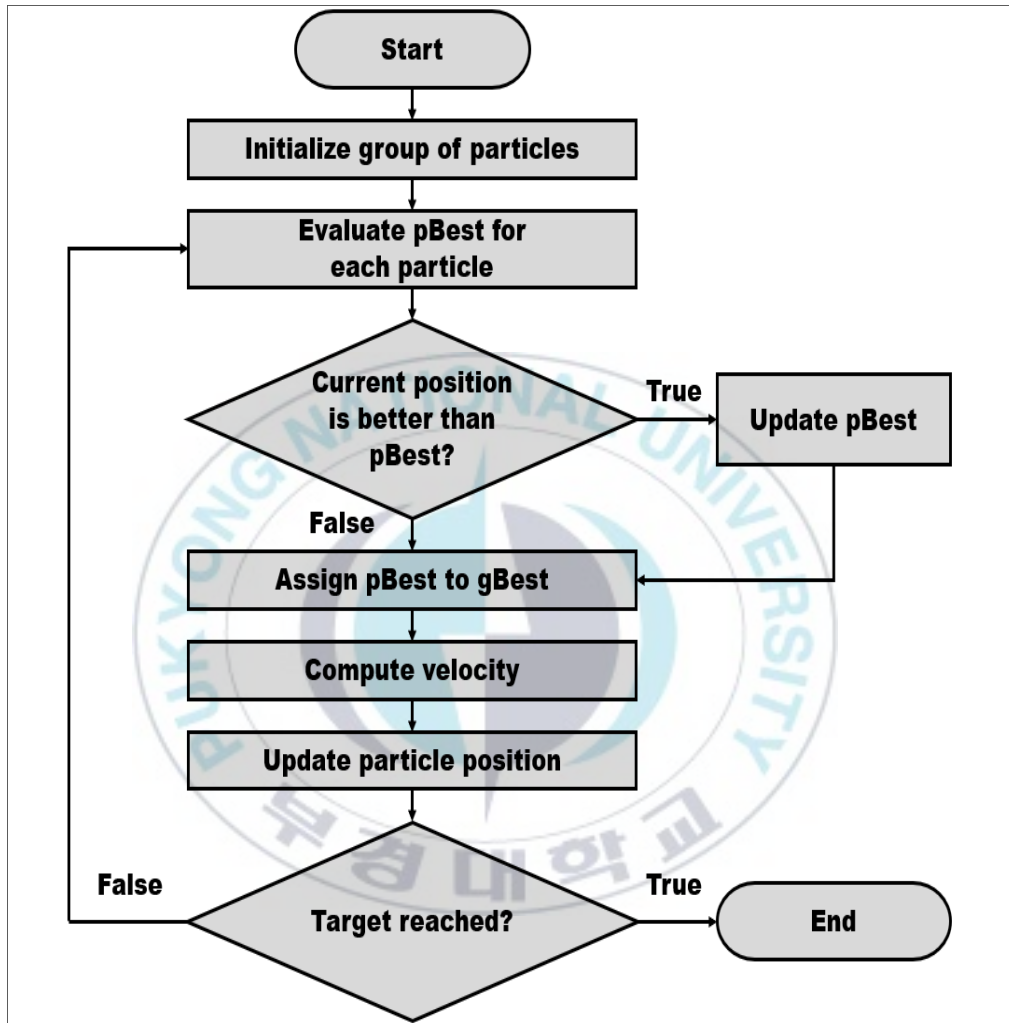 Start
Initialize group of particles
Evaluate pBest for
each particle
Current position
is better than
pBest?
True
Update pBest
False
Assign pBest to gBest
Compute velocity
Update particle position
False
Target reached?
True
End
PUKYONG NATIONAL UNIVERSITY
부경대학교